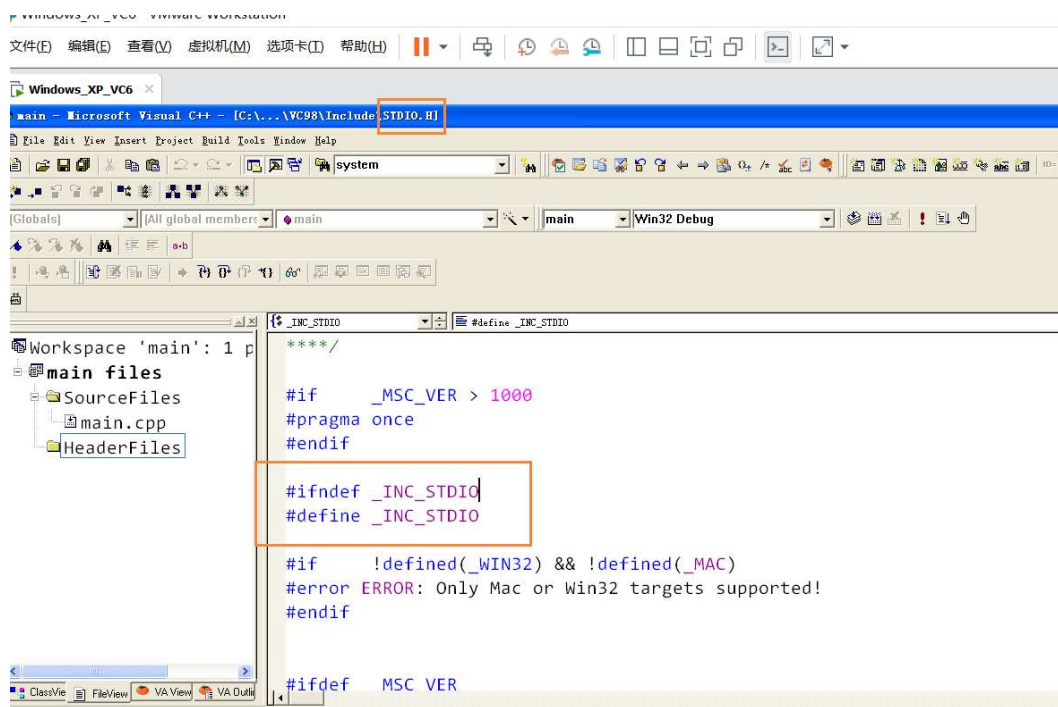 Windows_XP_VC6 - VMware Workstation
文件(F) 编辑(E) 查看(V) 虚拟机(M) 选项卡(T) 帮助(H)
Windows_XP_VC6
main - Microsoft Visual C++ - [C:\...\VC98\Include\STDIO.H]
File Edit View Insert Project Build Tools Window Help
system
[Globals] [All global members main main Win32 Debug
_INC_STDIO #define _INC_STDIO
Workspace 'main': 1 p
main files
SourceFiles
main.cpp
HeaderFiles
****/
#if _MSC_VER > 1000
#pragma once
#endif
#ifndef _INC_STDIO
#define _INC_STDIO
#if !defined(_WIN32) && !defined(_MAC)
#error ERROR: Only Mac or Win32 targets supported!
#endif
#ifdef _MSC_VER
ClassVie FileView VA View VA Outli